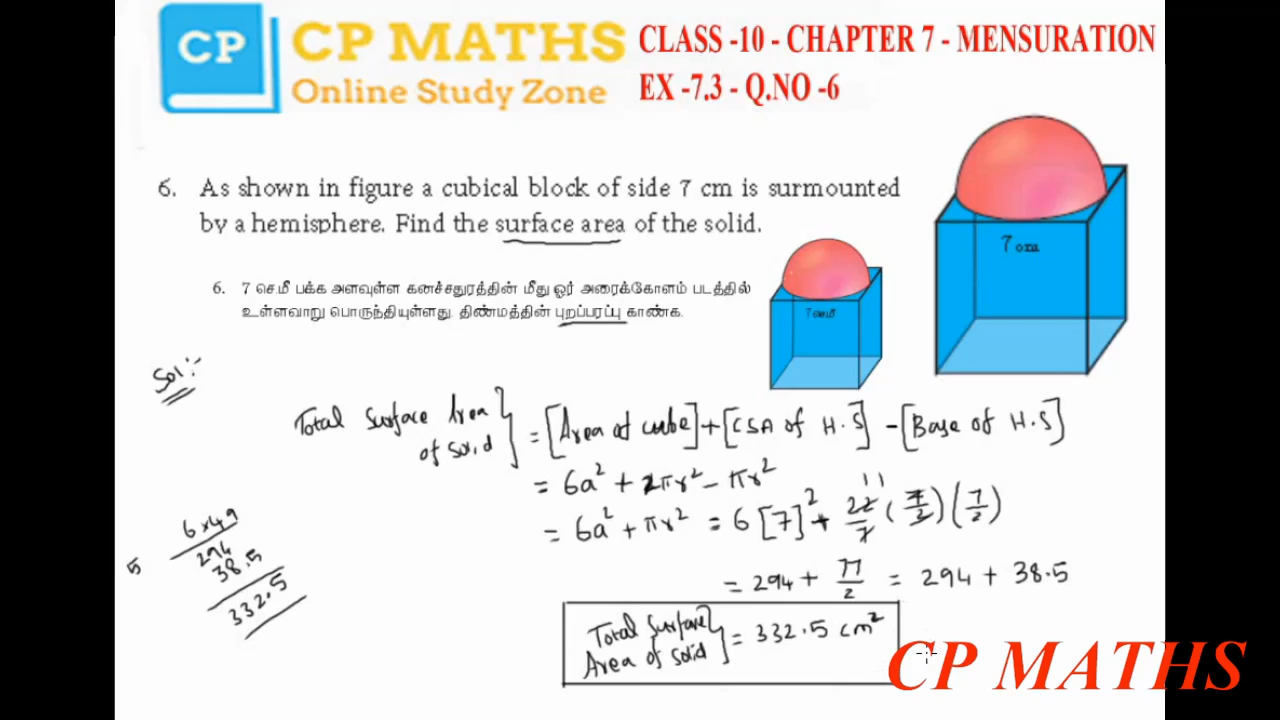 CP
CP MATHS
Online Study Zone
CLASS -10 - CHAPTER 7 - MENSURATION
EX -7.3 - Q.NO -6
6. As shown in figure a cubical block of side 7 cm is surmounted
by a hemisphere. Find the surface area of the solid.
7 cm
6. 7 செ.மீ பக்க அளவுள்ள கனச்சதுரத்தின் மீது ஓர் அரைக்கோளம் படத்தில்
உள்ளவாறு பொருந்தியுள்ளது. திண்மத்தின் புறப்பரப்பு காண்க.
7 செமீ
Sol:-
Total Surface Area of solid } = [Area of cube] + [CSA of H.S] - [Base of H.S]
= 6a² + 2πr² - πr²
= 6a² + πr² = 6[7]² + 22/7 (7/2) (7/2)
11
= 294 + 77/2 = 294 + 38.5
Total Surface Area of solid } = 332.5 cm²
6x49
294
38.5
332.5
5
CP MATHS